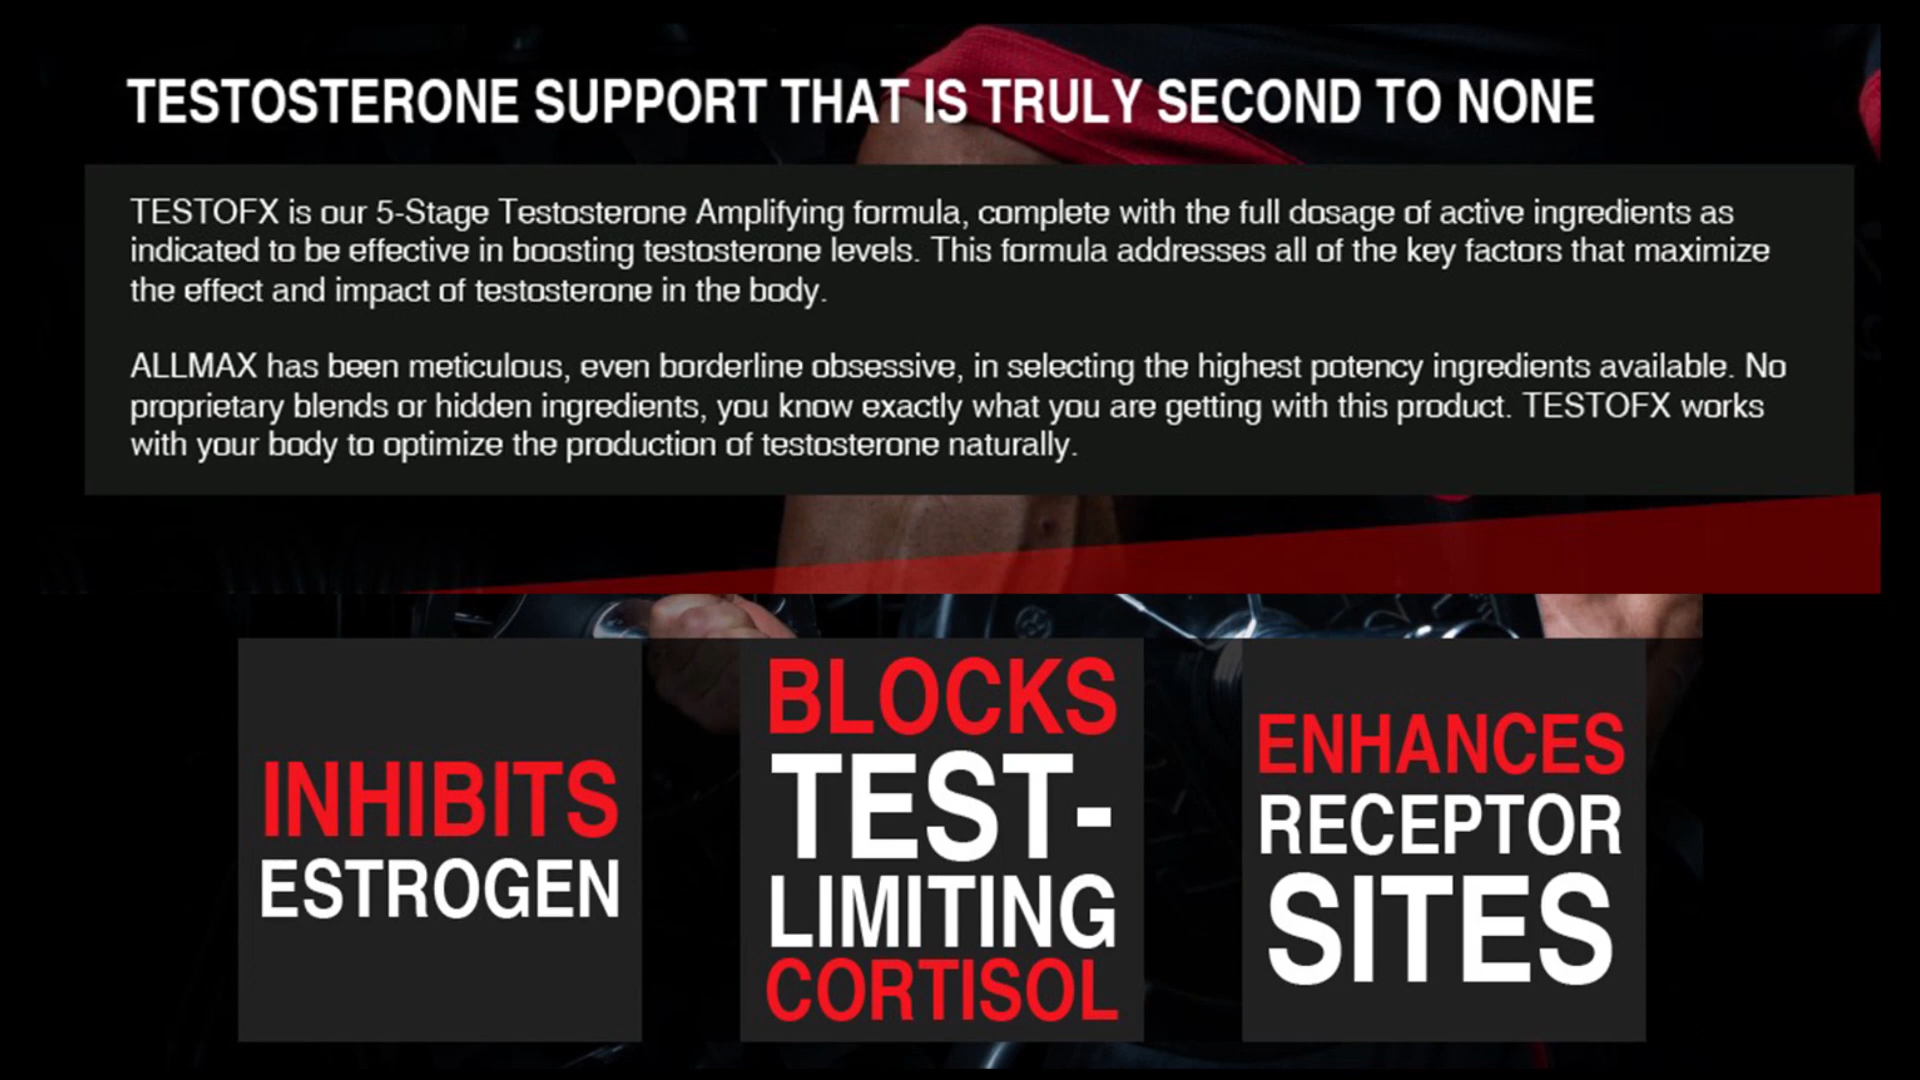 TESTOSTERONE SUPPORT THAT IS TRULY SECOND TO NONE
TESTOFX is our 5-Stage Testosterone Amplifying formula, complete with the full dosage of active ingredients as
indicated to be effective in boosting testosterone levels. This formula addresses all of the key factors that maximize
the effect and impact of testosterone in the body.
ALLMAX has been meticulous, even borderline obsessive, in selecting the highest potency ingredients available. No
proprietary blends or hidden ingredients, you know exactly what you are getting with this product. TESTOFX works
with your body to optimize the production of testosterone naturally.
INHIBITS
ESTROGEN
BLOCKS
TEST-
LIMITING
CORTISOL
ENHANCES
RECEPTOR
SITES